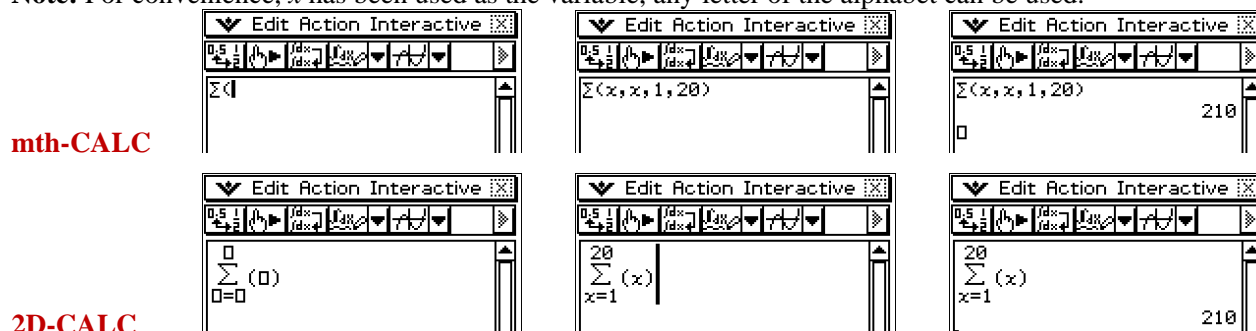 Note: For convenience, x has been used as the variable, any letter of the alphabet can be used.
Edit Action Interactive
Edit Action Interactive
Edit Action Interactive
Σ(
Σ(x,x,1,20)
Σ(x,x,1,20)
210
mth-CALC
Edit Action Interactive
Edit Action Interactive
Edit Action Interactive
□
Σ (□)
□=□
20
Σ (x)
x=1
20
Σ (x)
x=1
210
2D-CALC